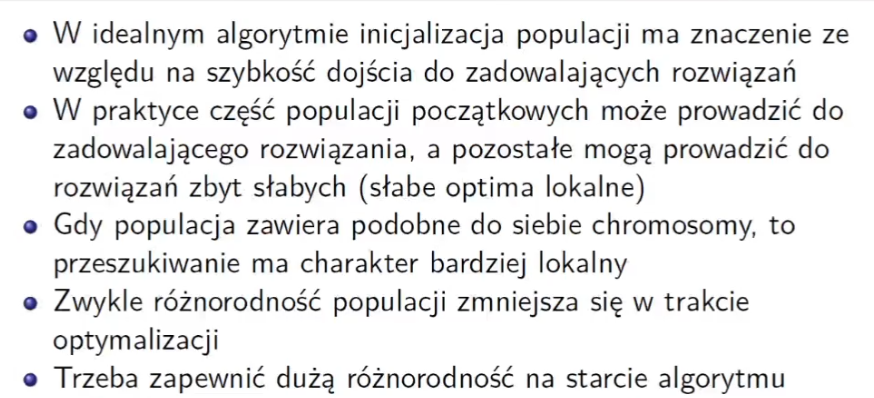 W idealnym algorytmie inicjalizacja populacji ma znaczenie ze
względu na szybkość dojścia do zadowalających rozwiązań
W praktyce część populacji początkowych może prowadzić do
zadowalającego rozwiązania, a pozostałe mogą prowadzić do
rozwiązań zbyt słabych (słabe optima lokalne)
Gdy populacja zawiera podobne do siebie chromosomy, to
przeszukiwanie ma charakter bardziej lokalny
Zwykle różnorodność populacji zmniejsza się w trakcie
optymalizacji
Trzeba zapewnić dużą różnorodność na starcie algorytmu